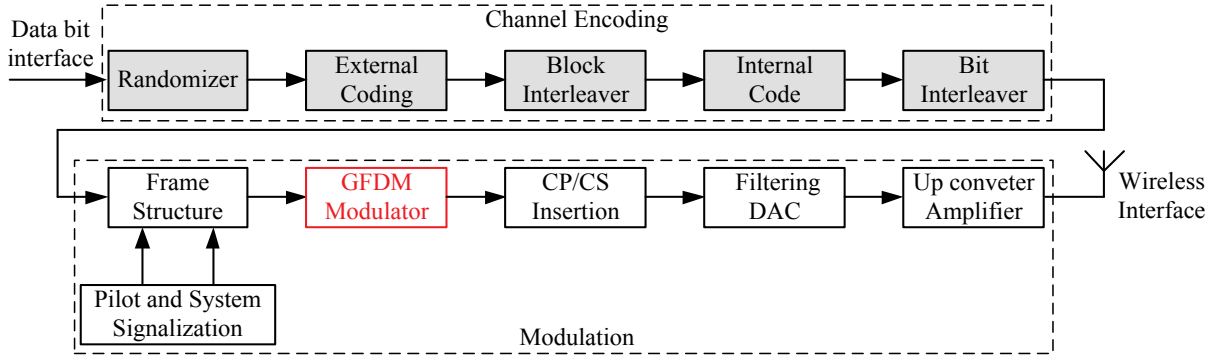 Channel Encoding
Data bit
interface
Randomizer
External
Coding
Block
Interleaver
Internal
Code
Bit
Interleaver
Frame
Structure
GFDM
Modulator
CP/CS
Insertion
Filtering
DAC
Up conveter
Amplifier
Wireless
Interface
Pilot and System
Signalization
Modulation